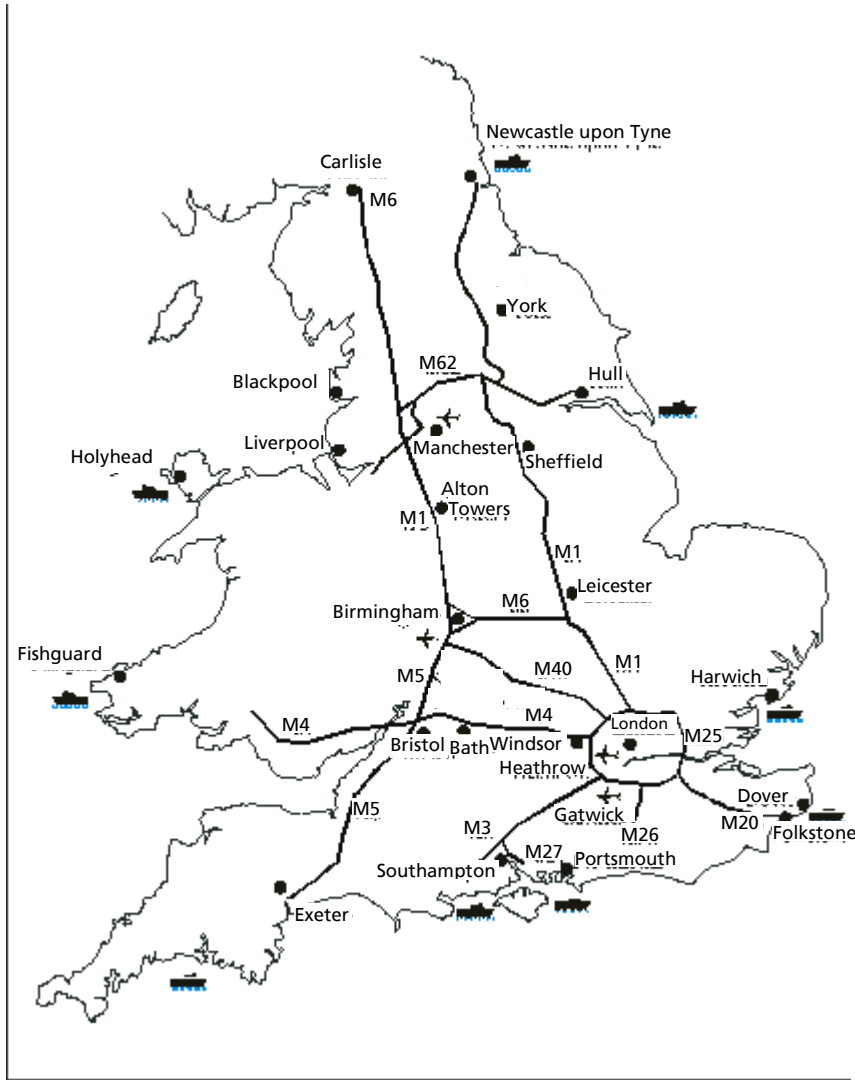 Newcastle upon Tyne
Carlisle
M6
York
M62
Blackpool
Hull
Liverpool
Manchester
Holyhead
Sheffield
Alton
Towers
M1
M1
Leicester
M6
Birmingham
Fishguard
M5
M40
M1
Harwich
M4
M4
London
M25
Bristol
Bath
Windsor
Heathrow
M5
Gatwick
Dover
M3
M26
M20
Folkstone
M27
Southampton
Portsmouth
Exeter